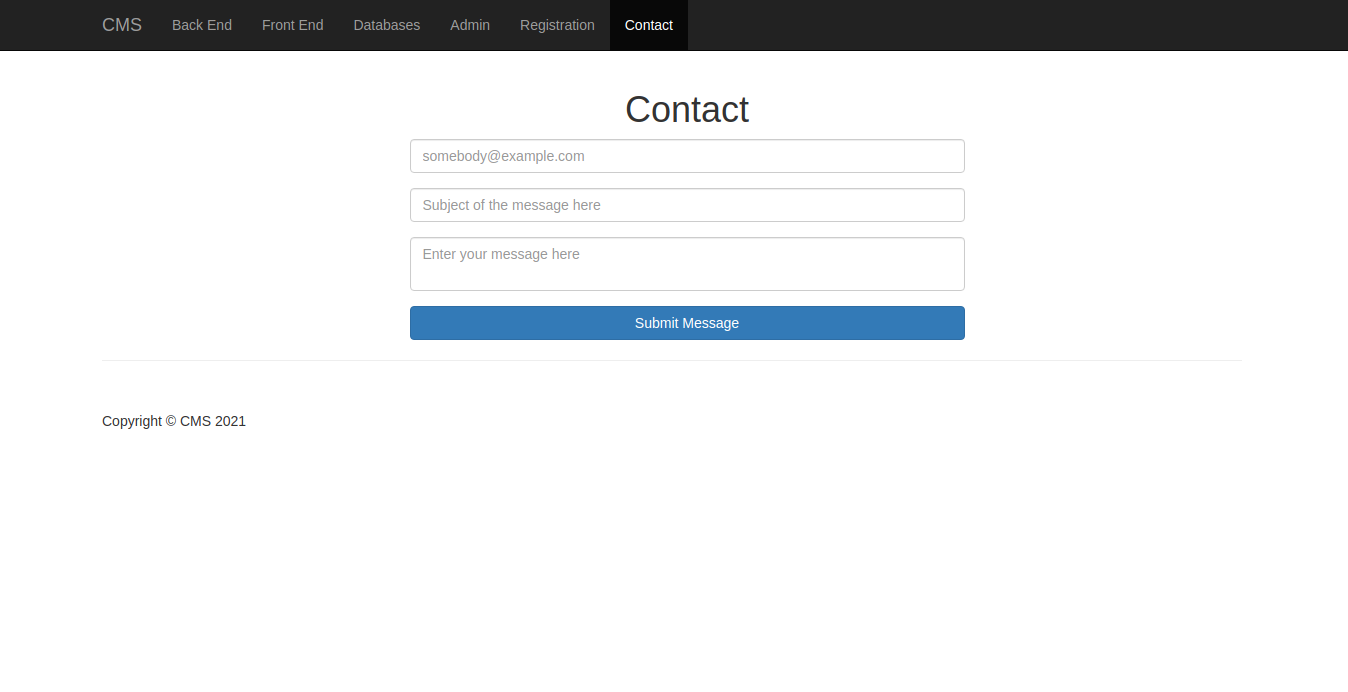 CMS Back End Front End Databases Admin Registration Contact
Contact
somebody@example.com
Subject of the message here
Enter your message here
Submit Message
Copyright © CMS 2021